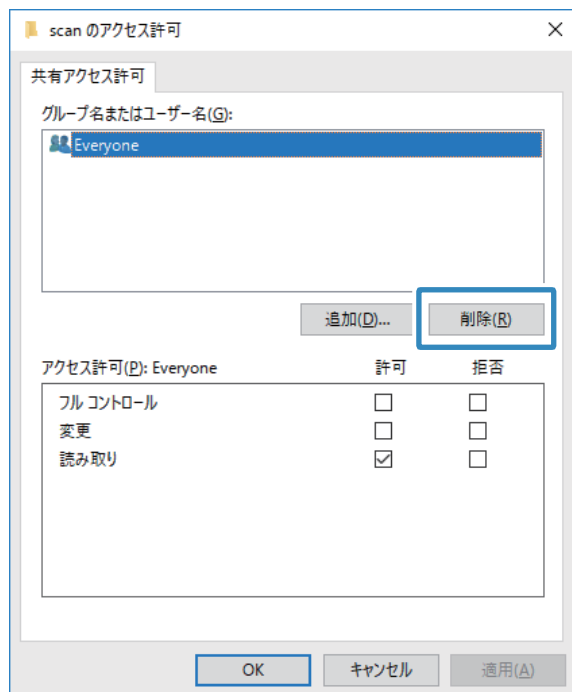 scan のアクセス許可
共有アクセス許可
グループ名またはユーザー名(G):
Everyone
追加(D)... 削除(R)
アクセス許可(P): Everyone 許可 拒否
フル コントロール
変更
読み取り
OK キャンセル 適用(A)